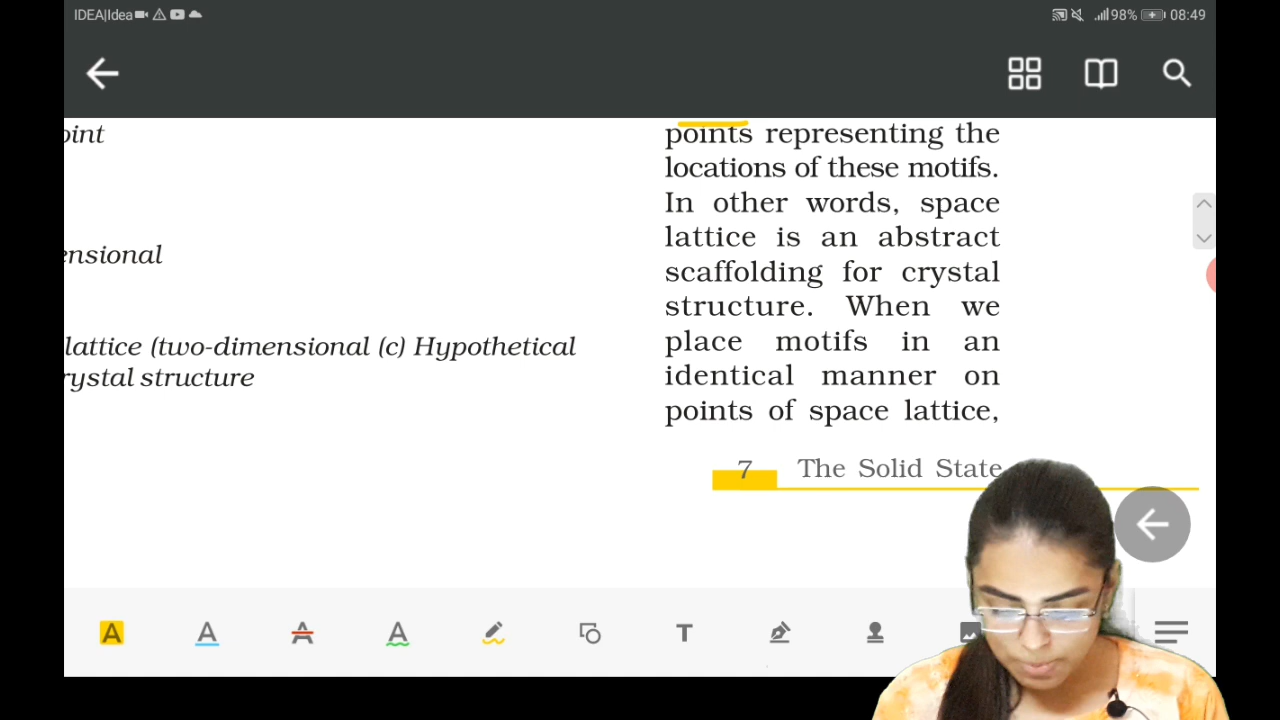 IDEA|Idea 98% 08:49
oint
ensional
lattice (two-dimensional (c) Hypothetical
rystal structure
points representing the
locations of these motifs.
In other words, space
lattice is an abstract
scaffolding for crystal
structure. When we
place motifs in an
identical manner on
points of space lattice,
7 The Solid State
A A A A T